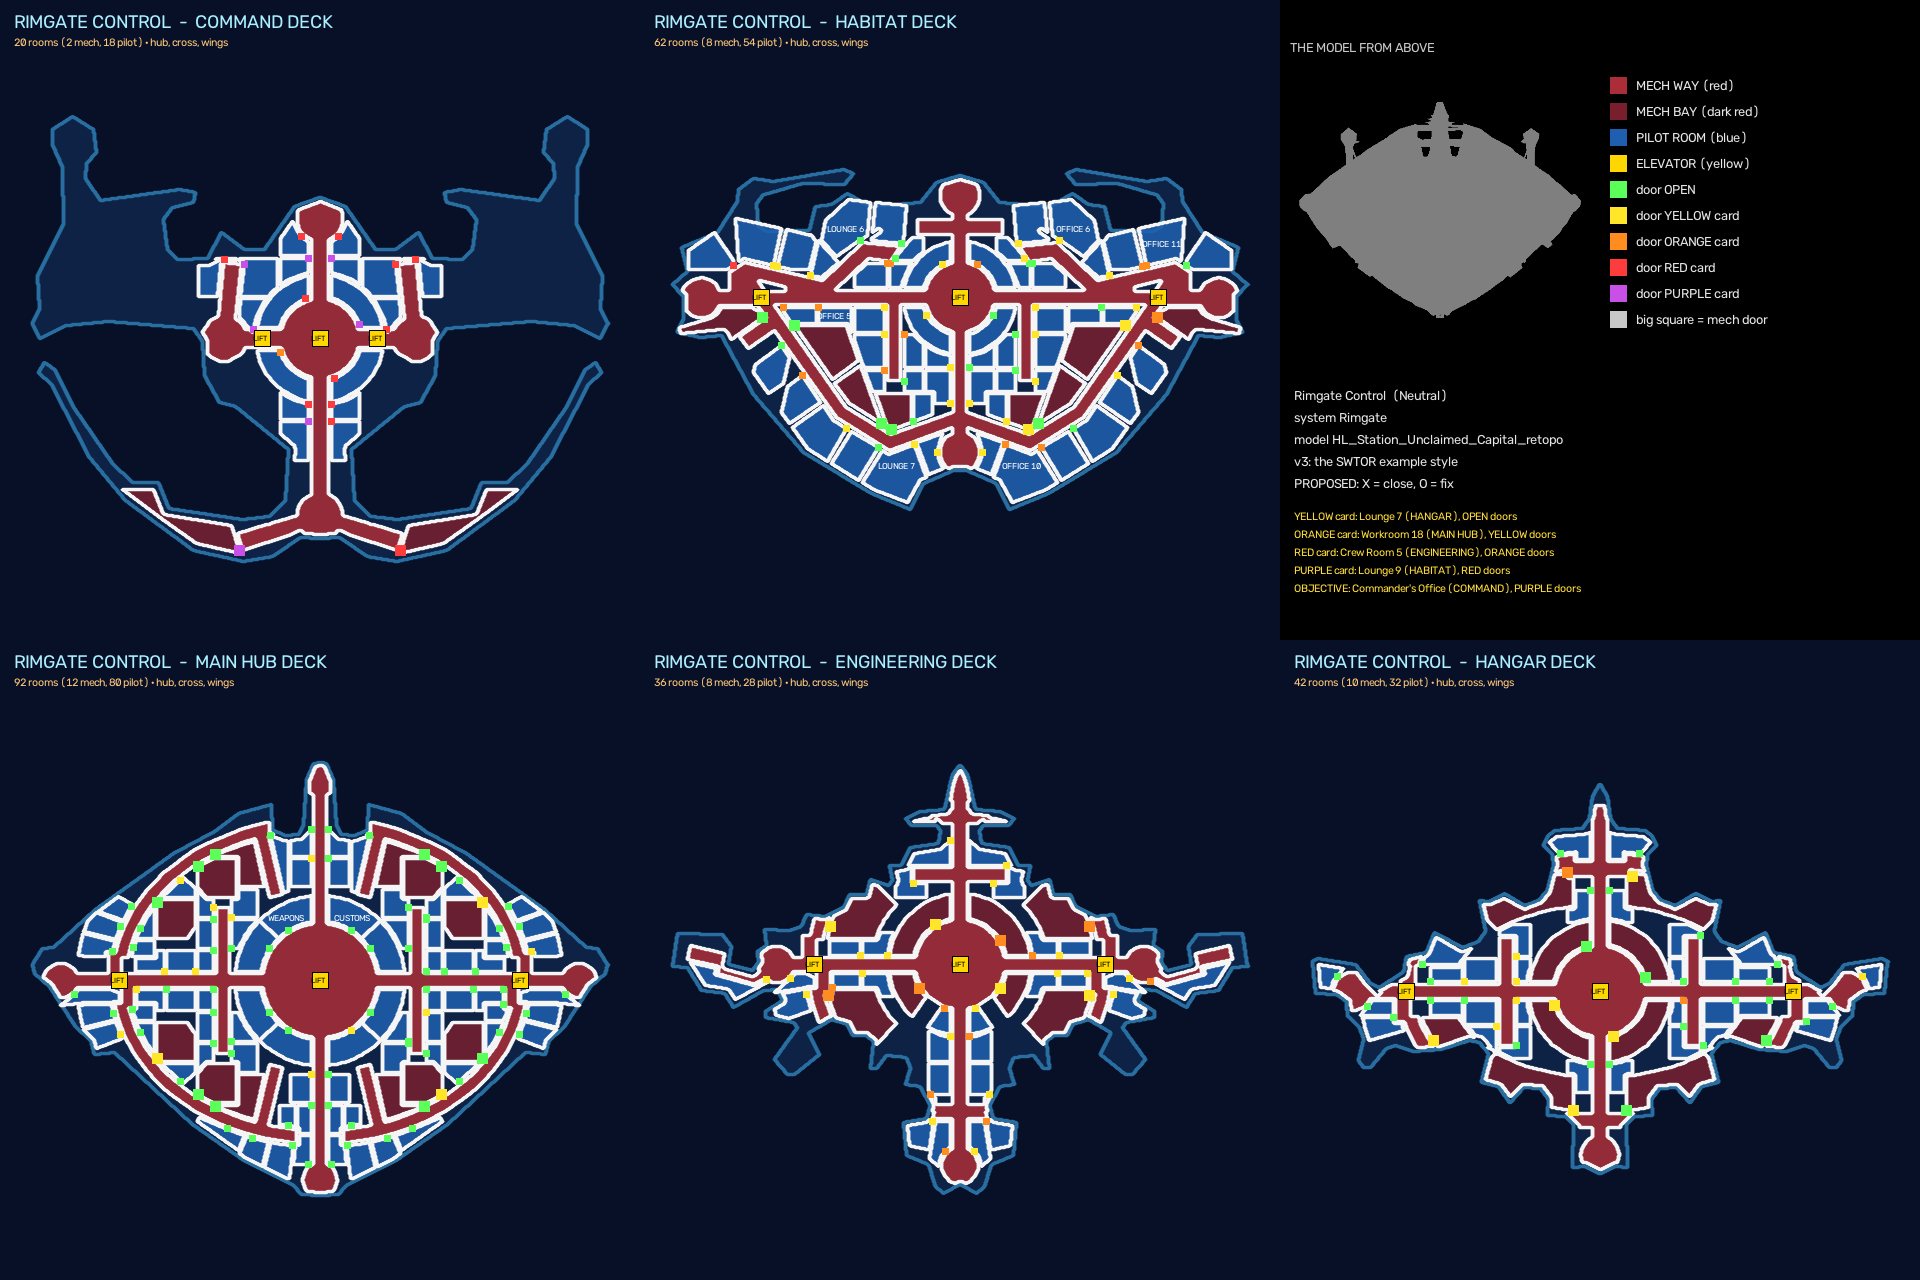 RIMGATE CONTROL - COMMAND DECK
20 rooms (2 mech, 18 pilot) • hub, cross, wings
LIFT
LIFT
LIFT
RIMGATE CONTROL - HABITAT DECK
62 rooms (8 mech, 54 pilot) • hub, cross, wings
LOUNGE 6
OFFICE 6
OFFICE 11
LIFT
LIFT
LIFT
OFFICE 5
LOUNGE 7
OFFICE 10
THE MODEL FROM ABOVE
MECH WAY (red)
MECH BAY (dark red)
PILOT ROOM (blue)
ELEVATOR (yellow)
door OPEN
door YELLOW card
door ORANGE card
door RED card
door PURPLE card
big square = mech door
Rimgate Control (Neutral)
system Rimgate
model HL_Station_Unclaimed_Capital_retopo
v3: the SWTOR example style
PROPOSED: X = close, O = fix
YELLOW card: Lounge 7 (HANGAR), OPEN doors
ORANGE card: Workroom 18 (MAIN HUB), YELLOW doors
RED card: Crew Room 5 (ENGINEERING), ORANGE doors
PURPLE card: Lounge 9 (HABITAT), RED doors
OBJECTIVE: Commander's Office (COMMAND), PURPLE doors
RIMGATE CONTROL - MAIN HUB DECK
92 rooms (12 mech, 80 pilot) • hub, cross, wings
WEAPONS
CUSTOMS
LIFT
LIFT
LIFT
RIMGATE CONTROL - ENGINEERING DECK
36 rooms (8 mech, 28 pilot) • hub, cross, wings
LIFT
LIFT
LIFT
RIMGATE CONTROL - HANGAR DECK
42 rooms (10 mech, 32 pilot) • hub, cross, wings
LIFT
LIFT
LIFT